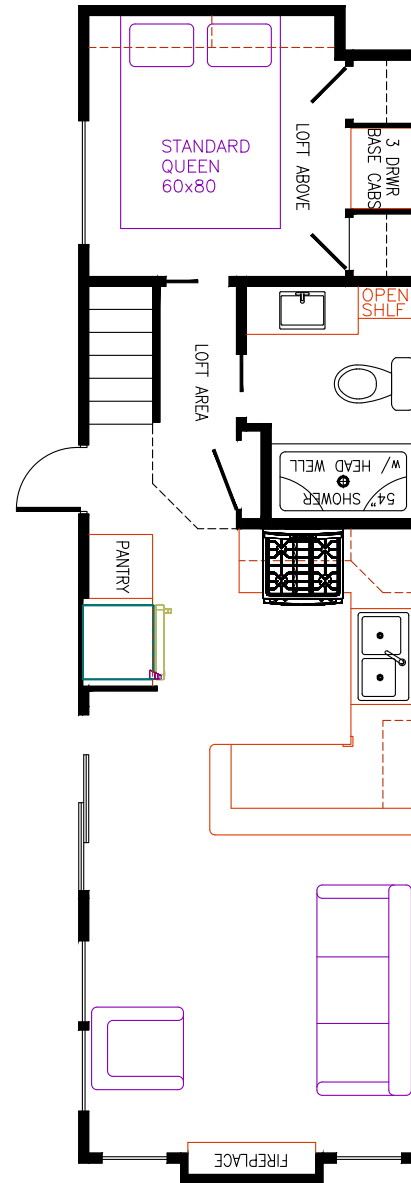 STANDARD
QUEEN
60x80
LOFT ABOVE
3 DRWR
BASE CABS
OPEN
SHLF
LOFT AREA
54" SHOWER
W/ HEAD WELL
PANTRY
FIREPLACE